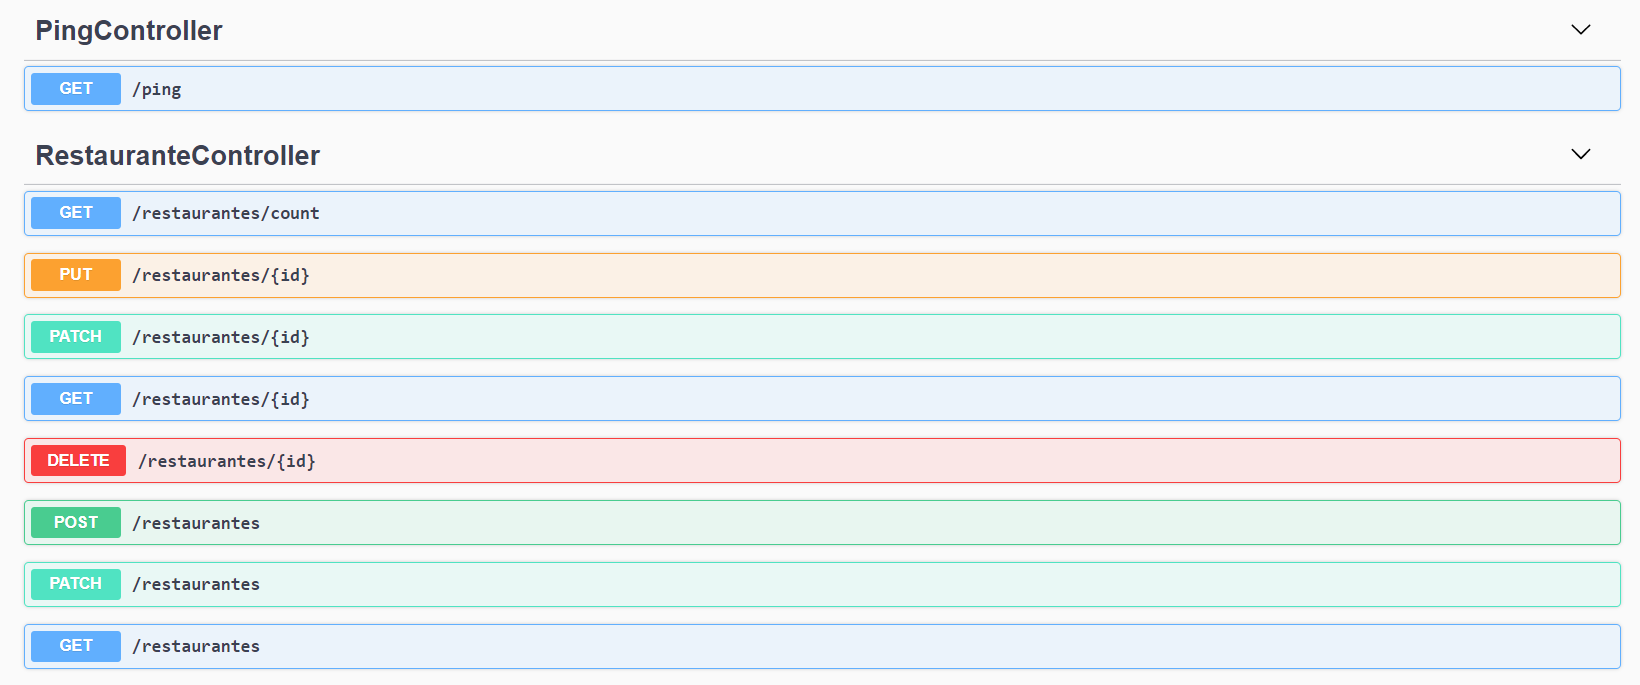 PingController
GET /ping
RestauranteController
GET /restaurantes/count
PUT /restaurantes/{id}
PATCH /restaurantes/{id}
GET /restaurantes/{id}
DELETE /restaurantes/{id}
POST /restaurantes
PATCH /restaurantes
GET /restaurantes